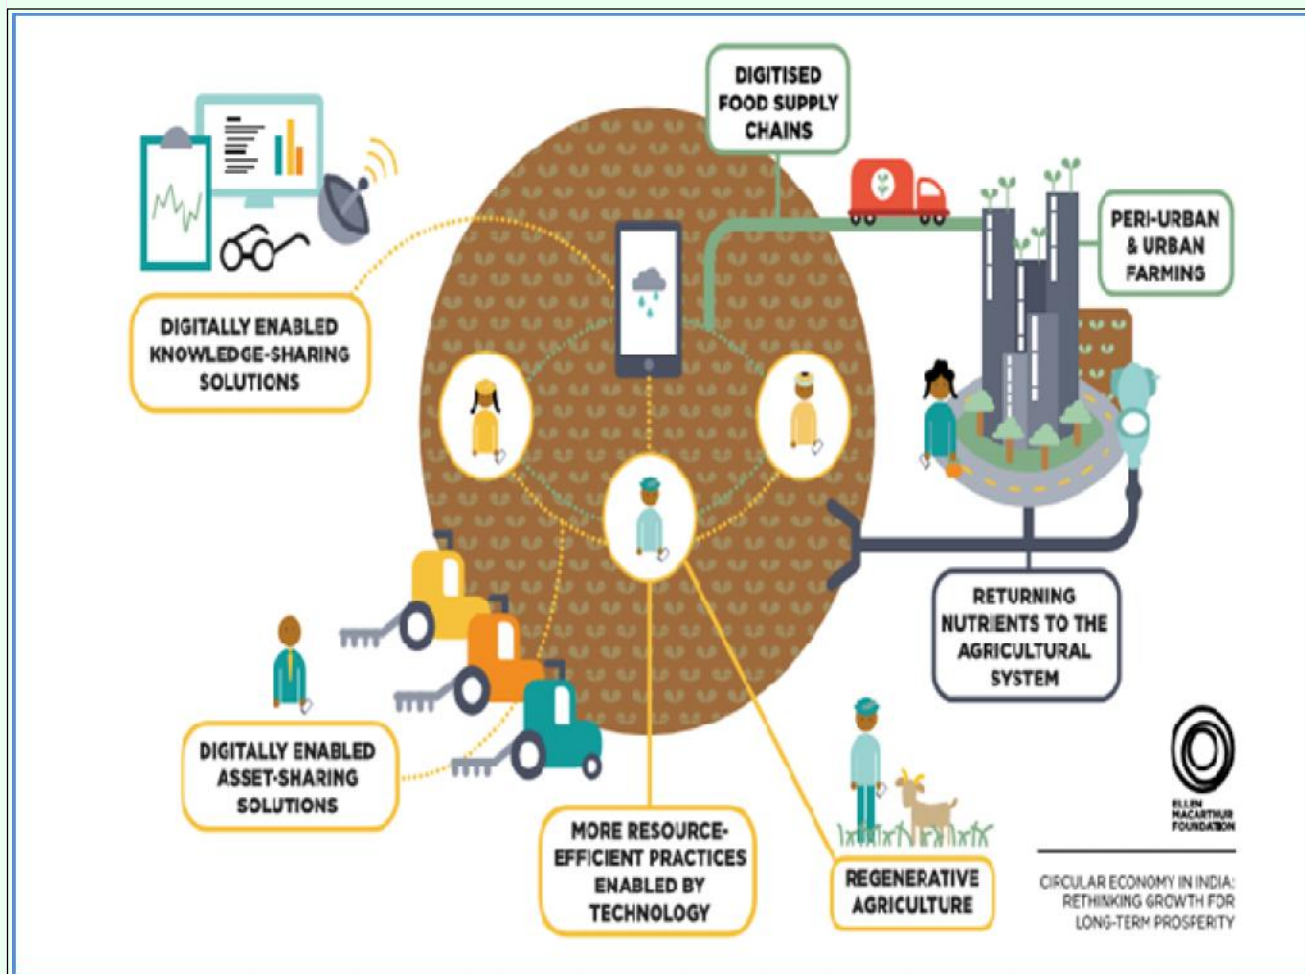 DIGITISED
FOOD SUPPLY
CHAINS
PERI-URBAN
& URBAN
FARMING
DIGITALLY ENABLED
KNOWLEDGE-SHARING
SOLUTIONS
RETURNING
NUTRIENTS TO THE
AGRICULTURAL
SYSTEM
DIGITALLY ENABLED
ASSET-SHARING
SOLUTIONS
MORE RESOURCE-
EFFICIENT PRACTICES
ENABLED BY
TECHNOLOGY
REGENERATIVE
AGRICULTURE
ELLEN
MACARTHUR
FOUNDATION
CIRCULAR ECONOMY IN INDIA:
RETHINKING GROWTH FOR
LONG-TERM PROSPERITY